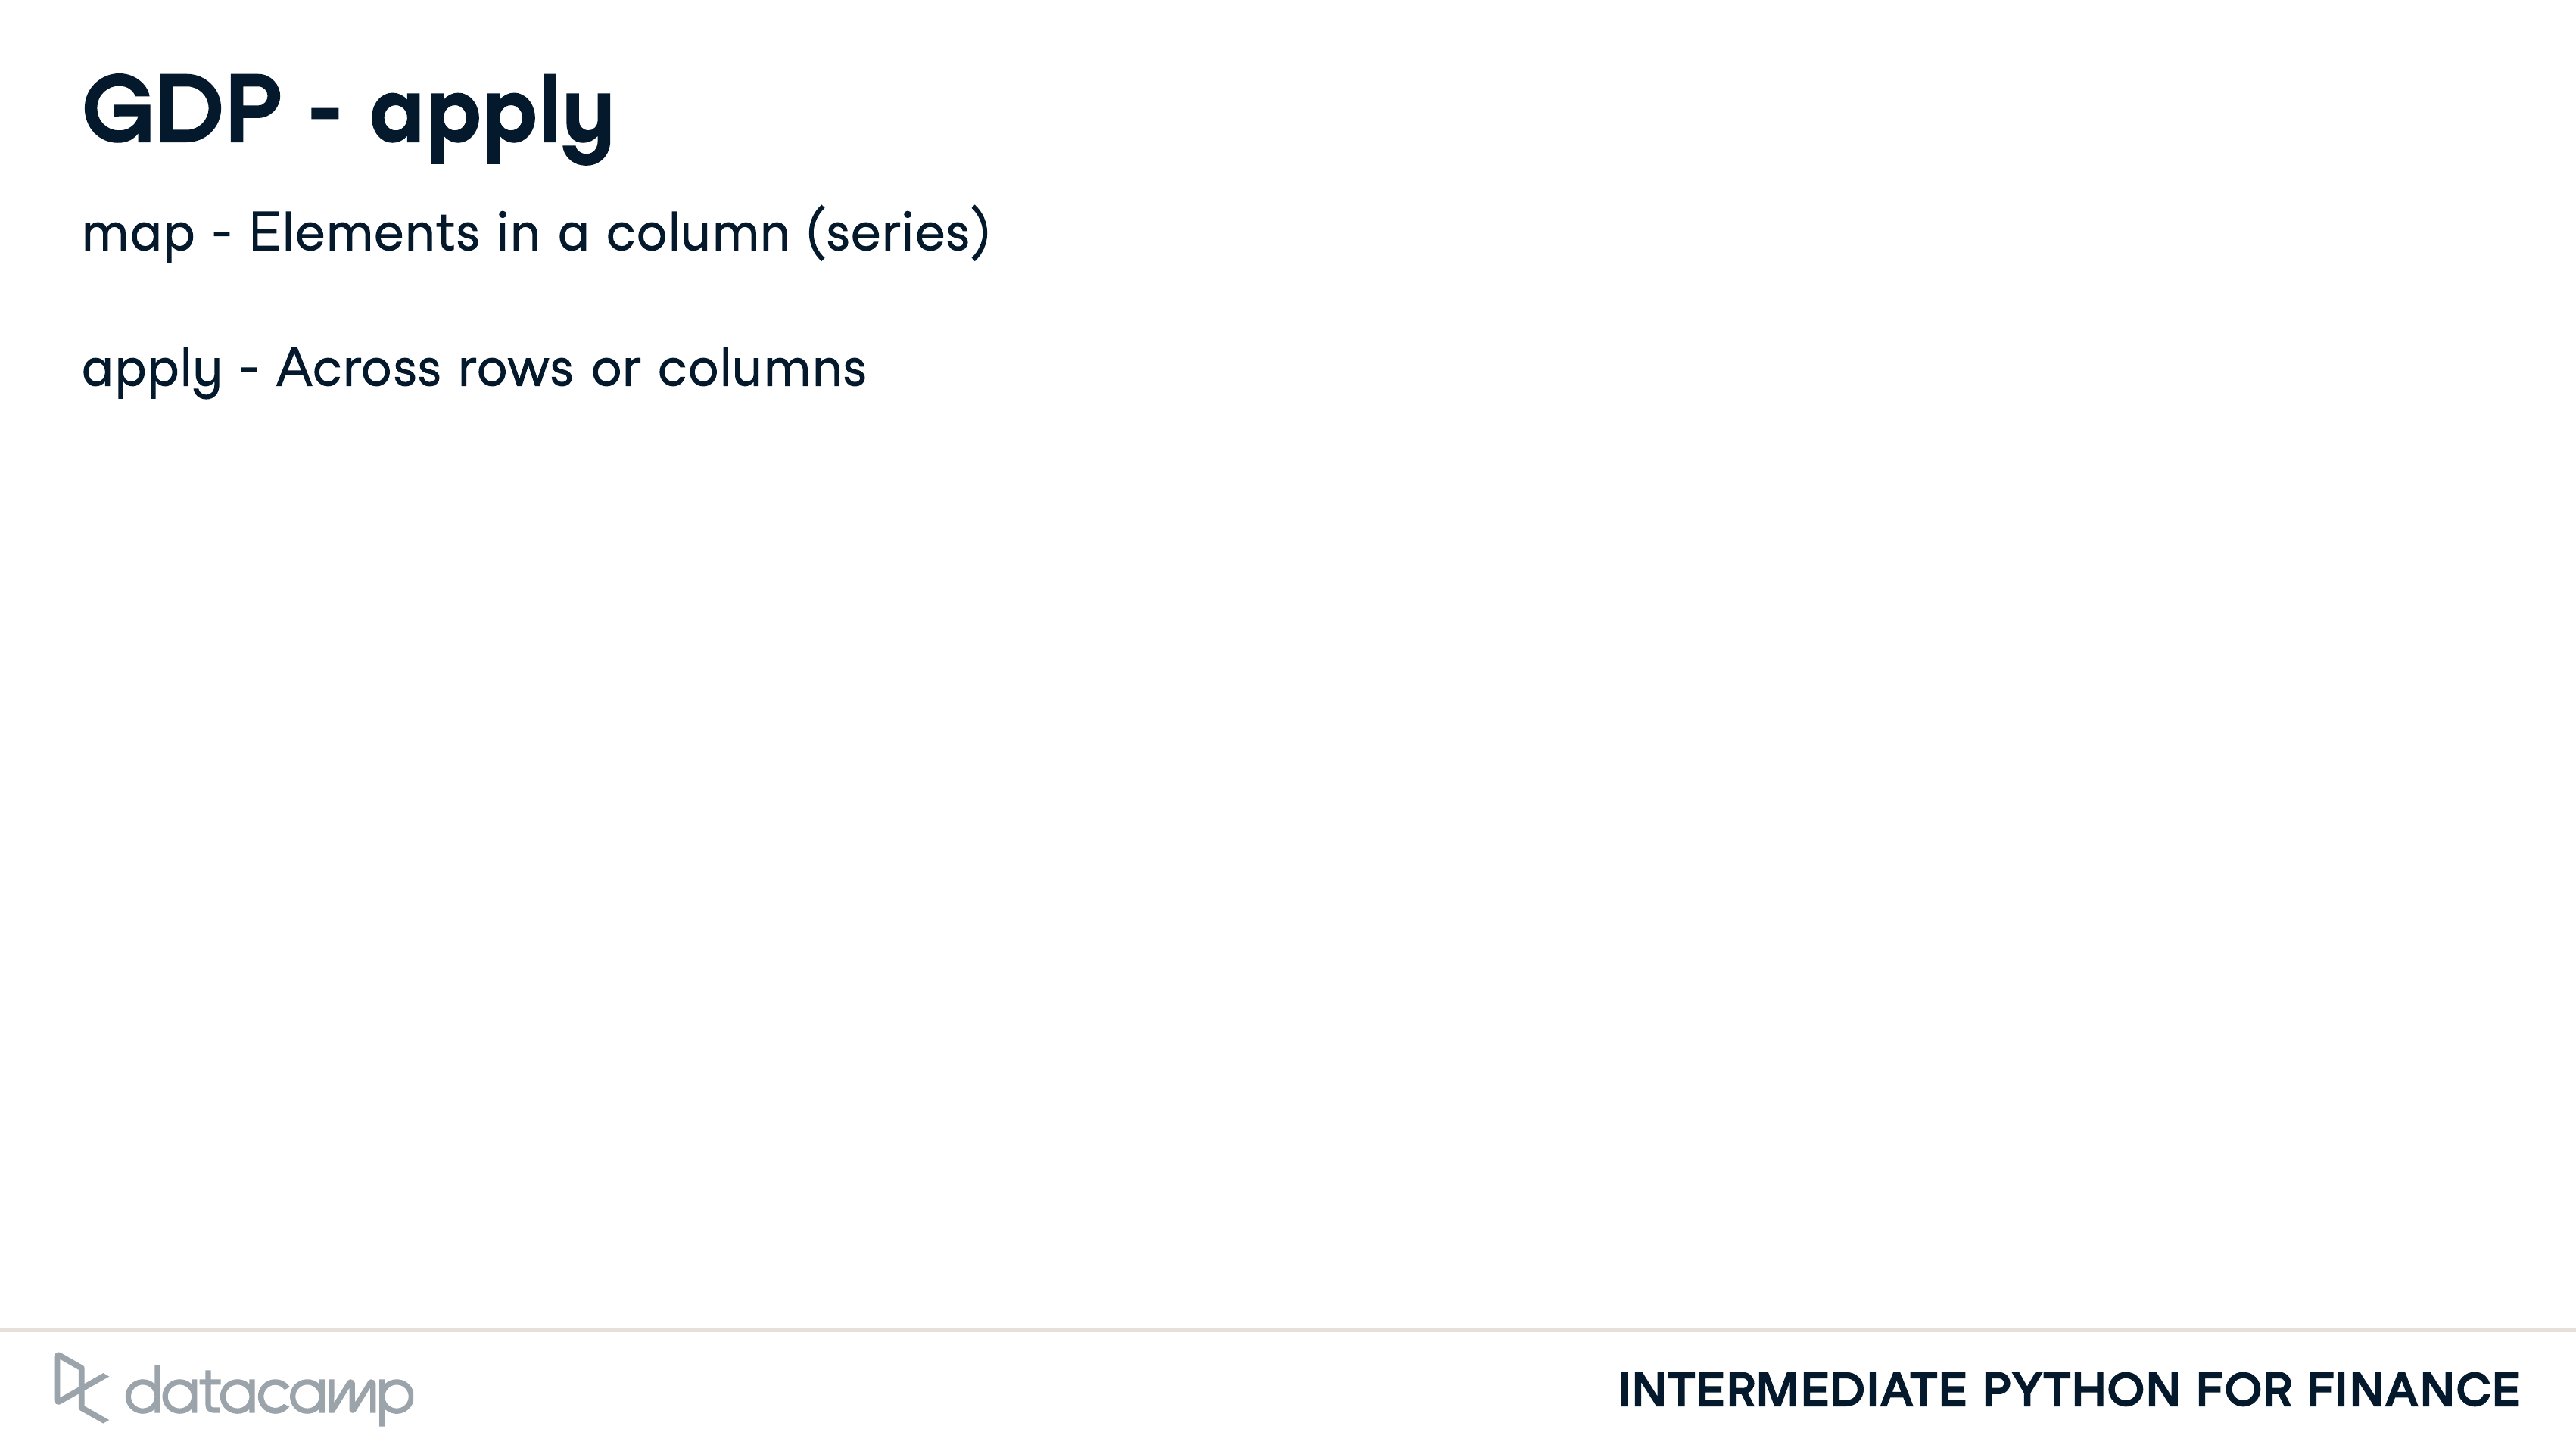 GDP - apply
map - Elements in a column (series)
apply - Across rows or columns
datacamp
INTERMEDIATE PYTHON FOR FINANCE